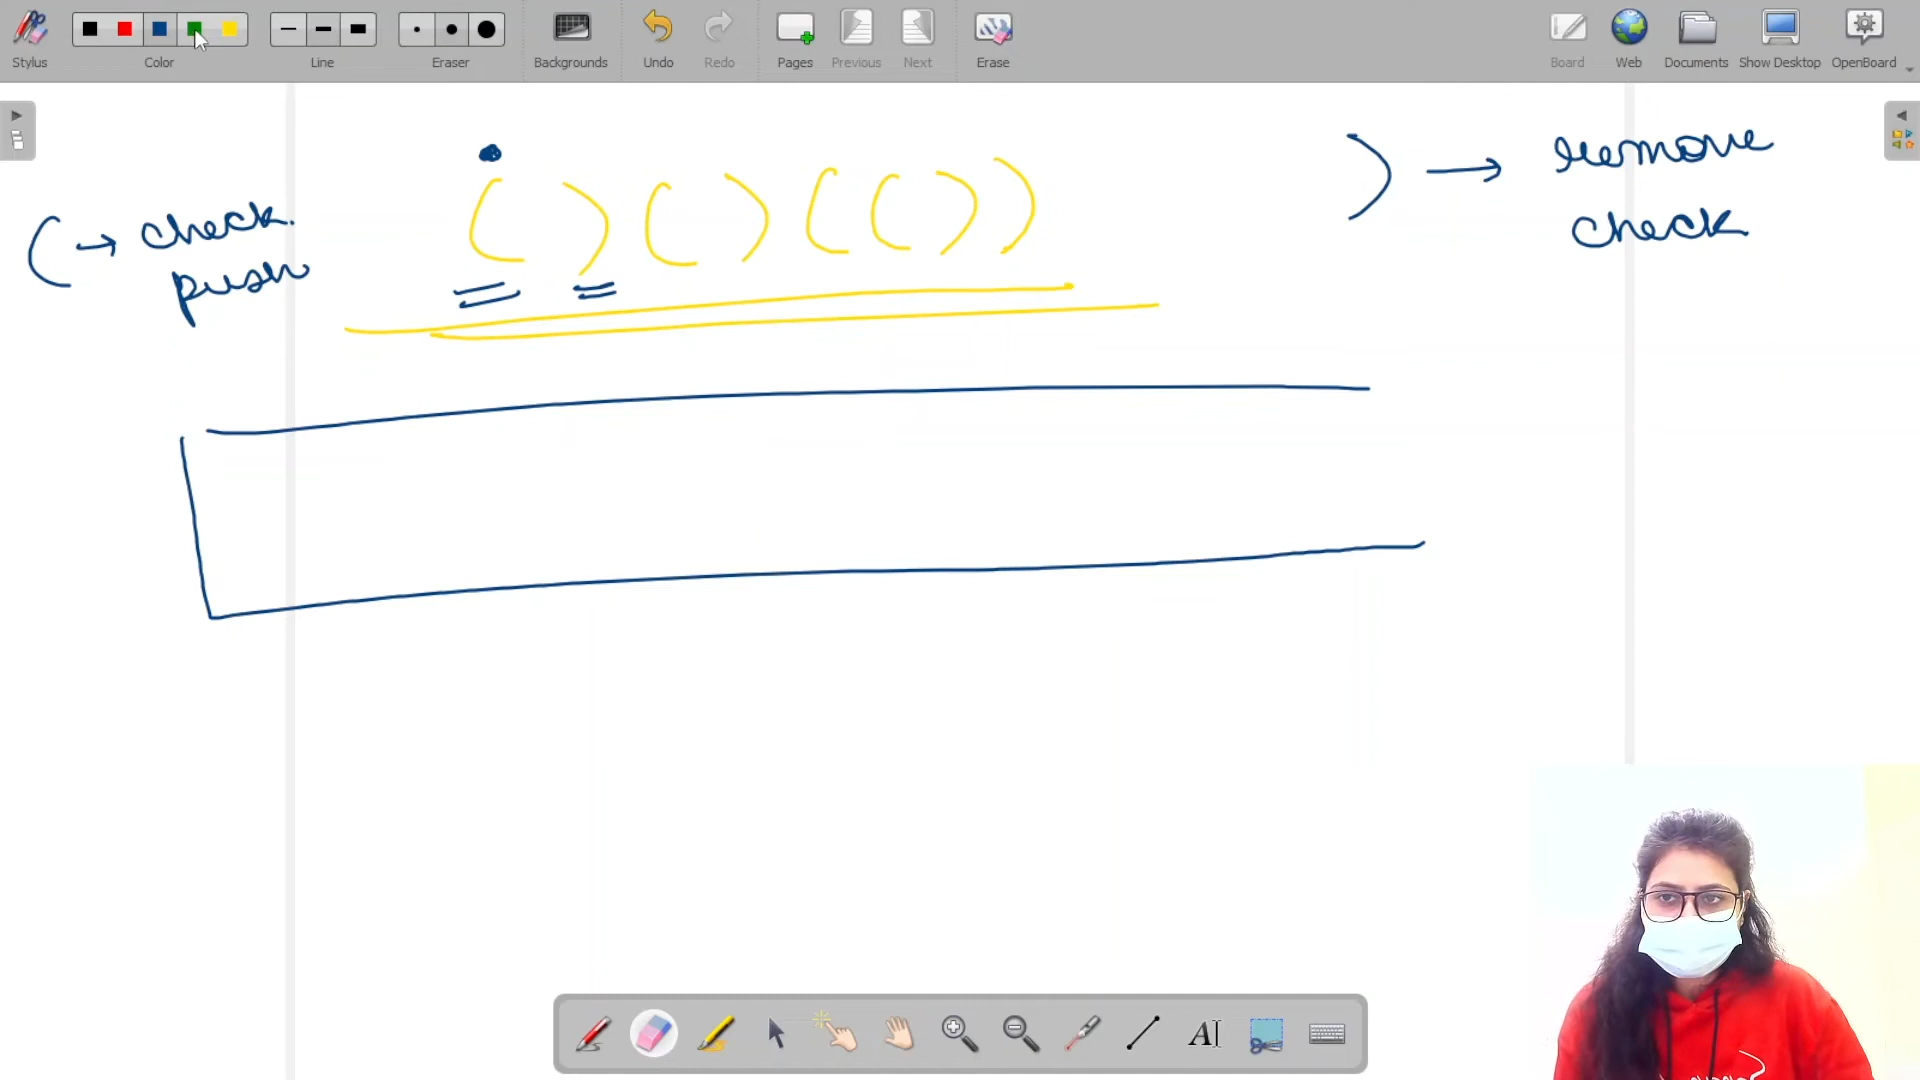 Stylus
Color
Line
Eraser
Backgrounds
Undo
Redo
Pages
Previous
Next
Erase
Board
Web
Documents
Show Desktop
OpenBoard
( ) ( ) ( ( ) )
( → check.
push
) → remove
check